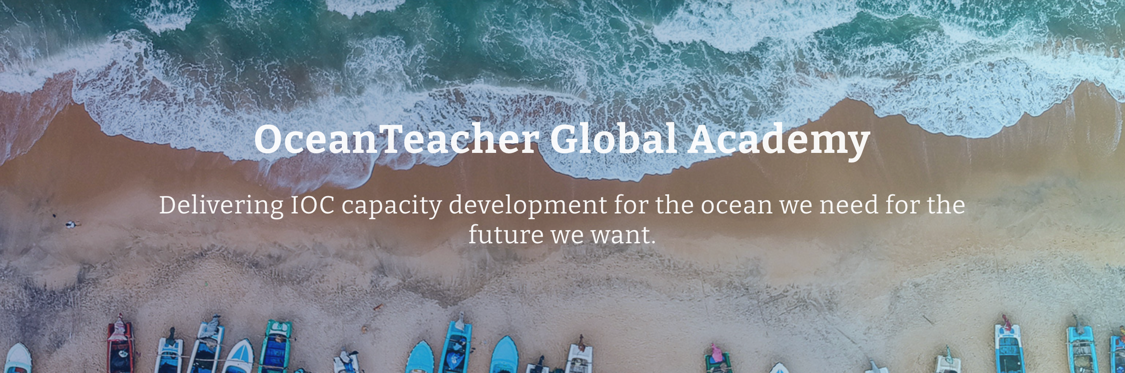 OceanTeacher Global Academy
Delivering IOC capacity development for the ocean we need for the
future we want.